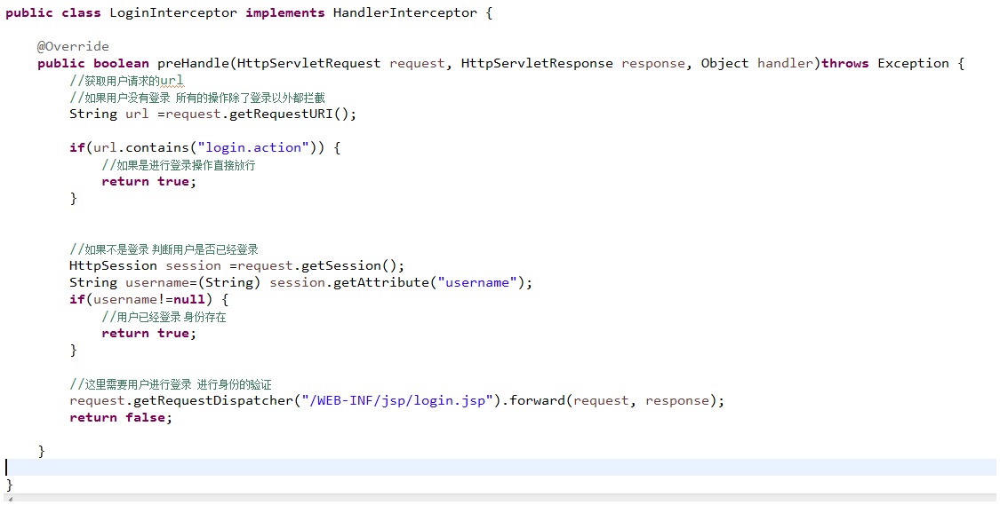 public class LoginInterceptor implements HandlerInterceptor {
@Override
public boolean preHandle(HttpServletRequest request, HttpServletResponse response, Object handler)throws Exception {
//获取用户请求的url
//如果用户没有登录 所有的操作除了登录以外都拦截
String url =request.getRequestURI();
if(url.contains("login.action")) {
//如果是进行登录操作直接放行
return true;
}
//如果不是登录 判断用户是否已经登录
HttpSession session =request.getSession();
String username=(String) session.getAttribute("username");
if(username!=null) {
//用户已经登录 身份存在
return true;
}
//这里需要用户进行登录 进行身份的验证
request.getRequestDispatcher("/WEB-INF/jsp/login.jsp").forward(request, response);
return false;
}
}